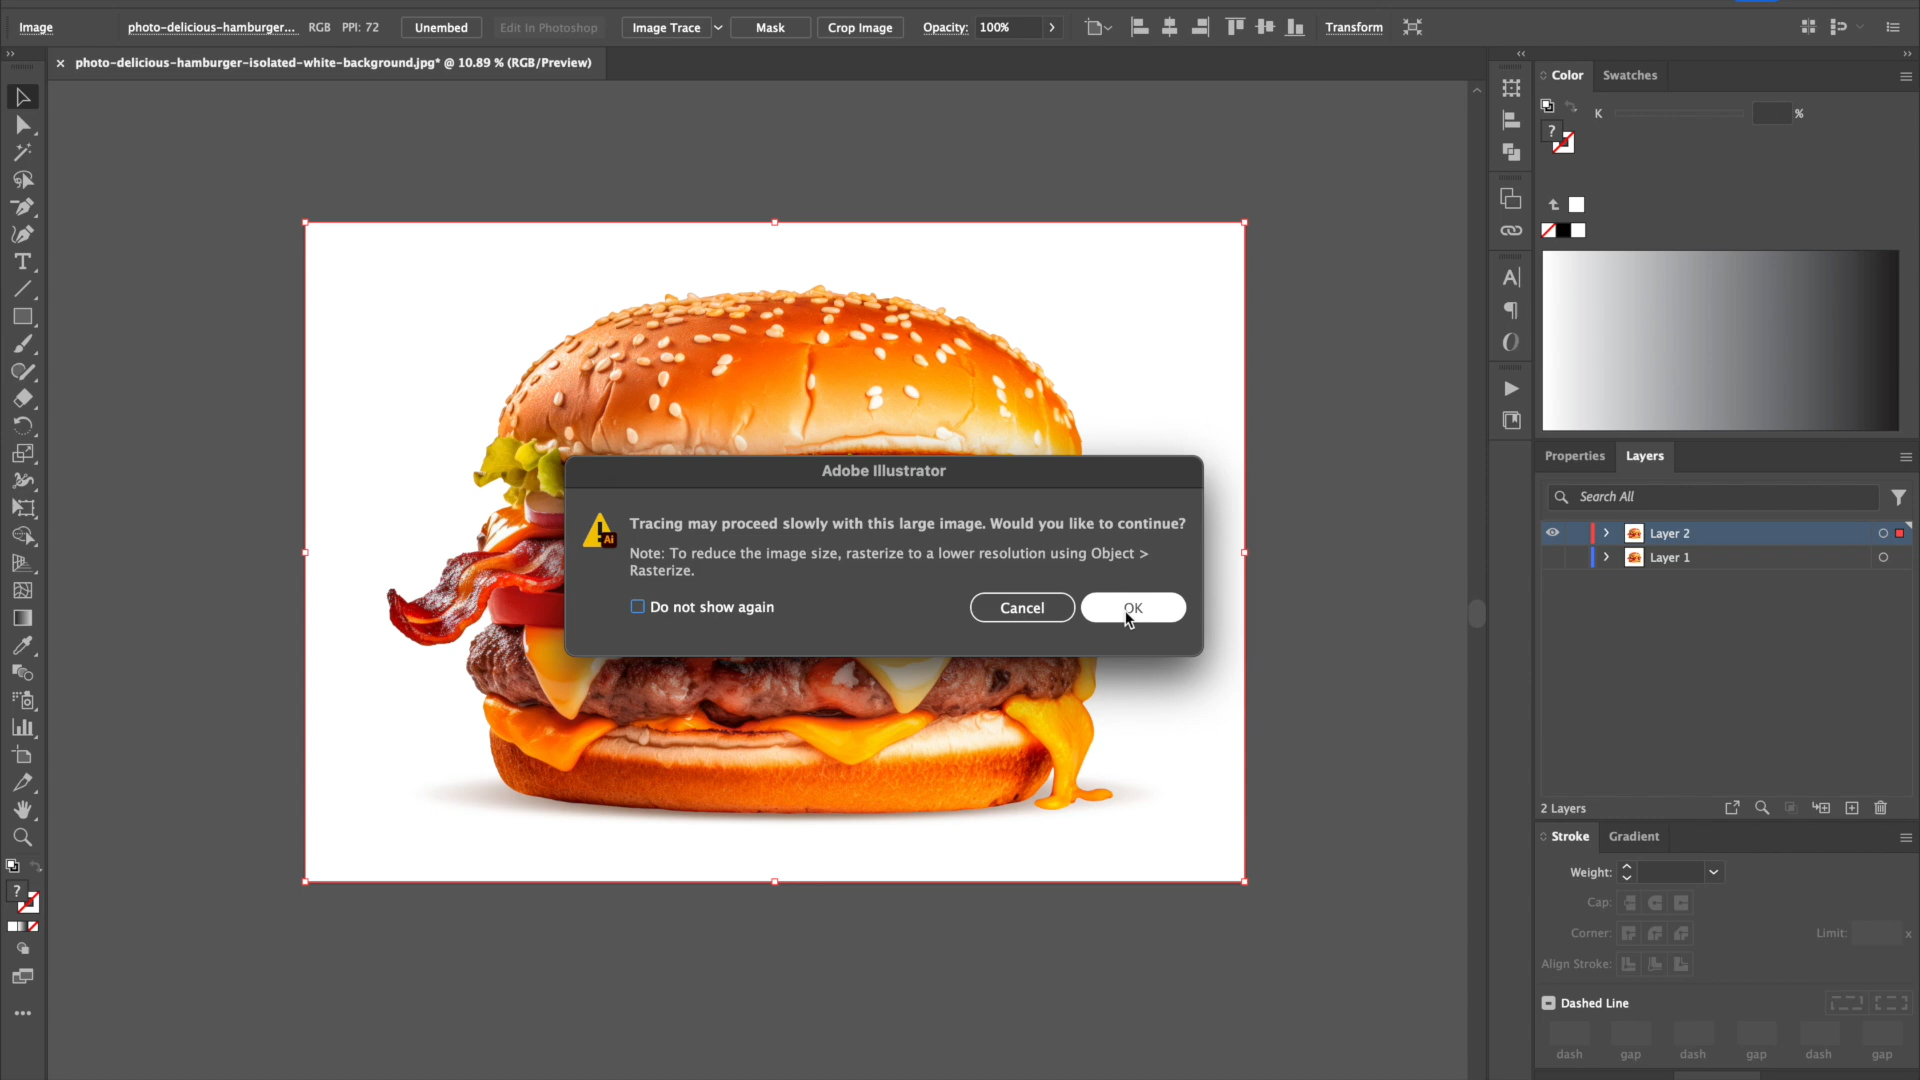 Image
photo-delicious-hamburger...
RGB
PPI: 72
Unembed
Edit In Photoshop
Image Trace
Mask
Crop Image
Opacity:
100%
Transform
photo-delicious-hamburger-isolated-white-background.jpg* @ 10.89 % (RGB/Preview)
Color
Swatches
K
%
?
Adobe Illustrator
Tracing may proceed slowly with this large image. Would you like to continue?
Note: To reduce the image size, rasterize to a lower resolution using Object >
Rasterize.
Do not show again
Cancel
OK
Ai
Properties
Layers
Search All
Layer 2
Layer 1
2 Layers
Stroke
Gradient
Weight:
Cap:
Corner:
Limit:
x
Align Stroke:
Dashed Line
dash
gap
dash
gap
dash
gap
?